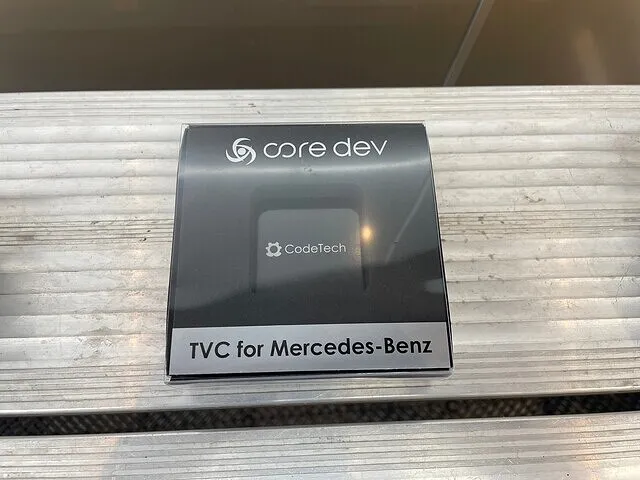 core dev
CodeTech
TVC for Mercedes-Benz